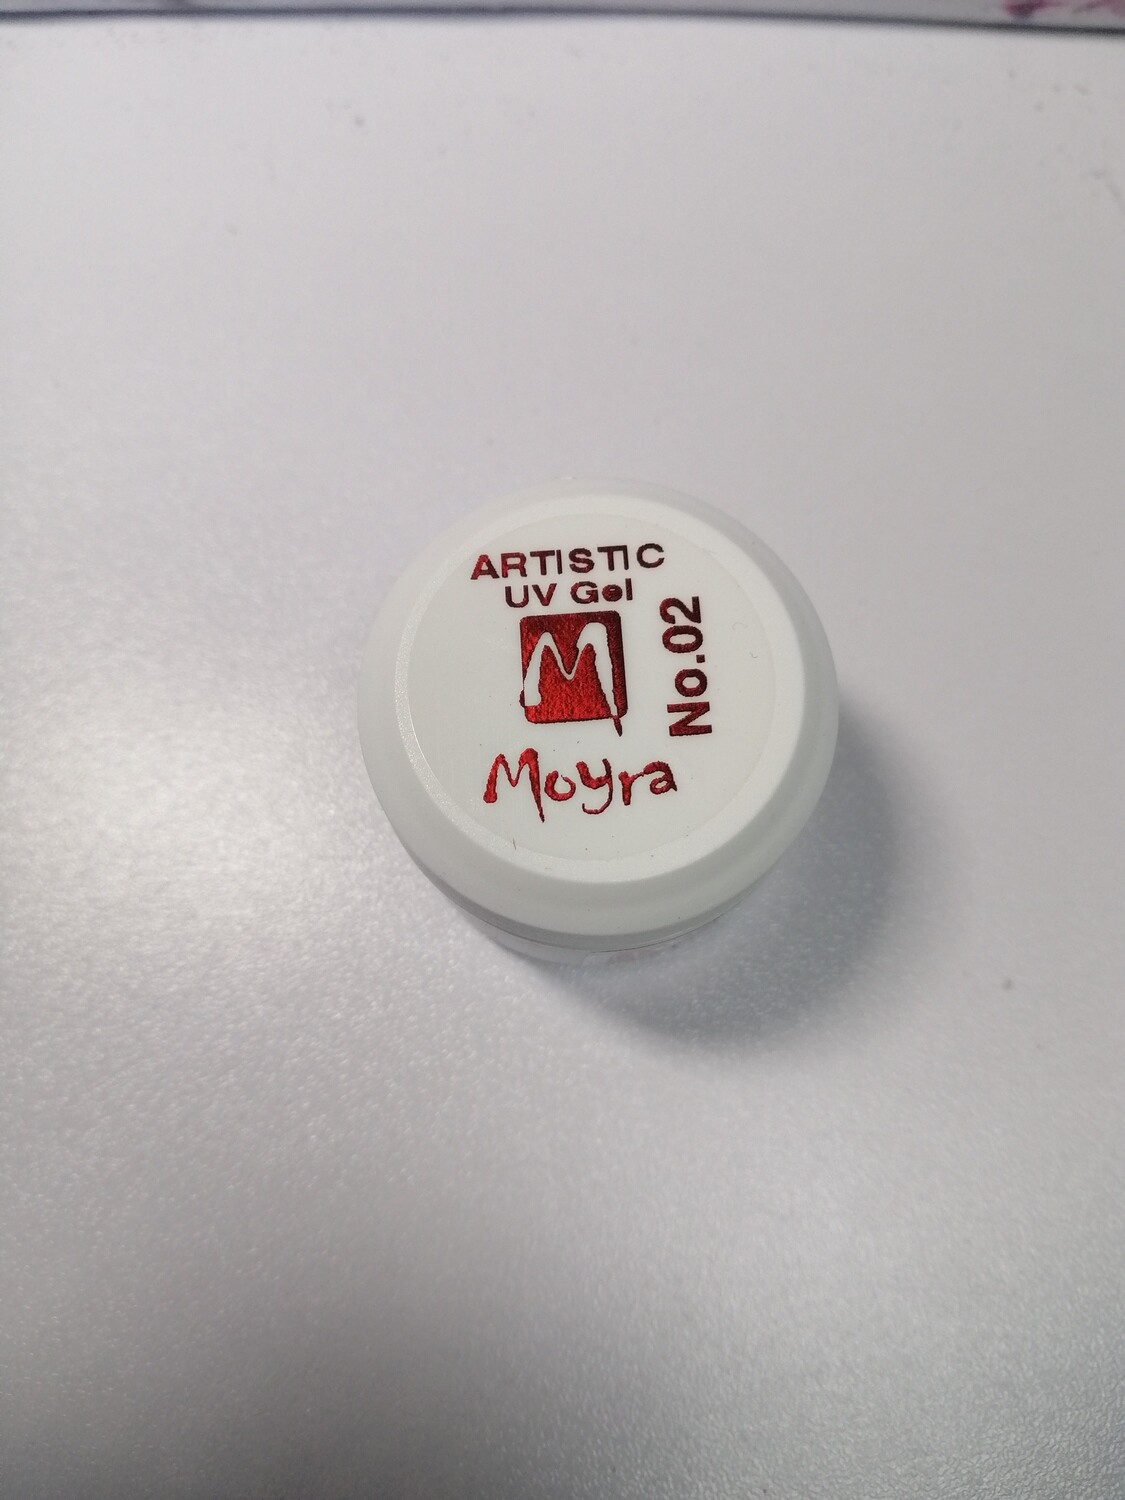 ARTISTIC
UV Gel
M
No.02
Moyra